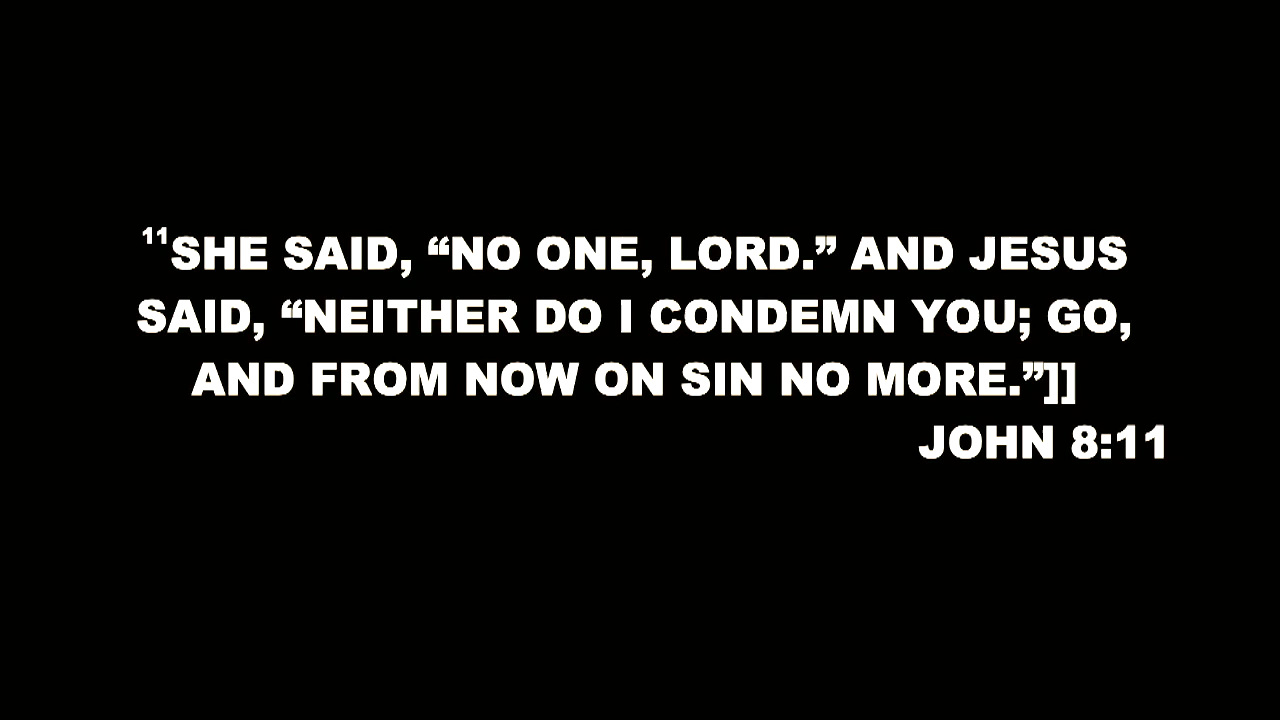 ¹¹SHE SAID, “NO ONE, LORD.” AND JESUS
SAID, “NEITHER DO I CONDEMN YOU; GO,
AND FROM NOW ON SIN NO MORE.”]]
JOHN 8:11